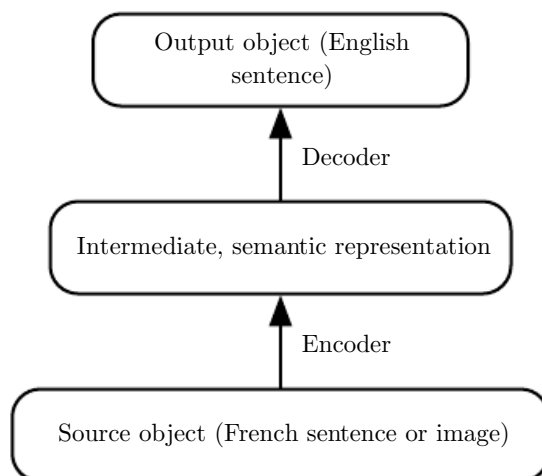 Output object (English
sentence)
Decoder
Intermediate, semantic representation
Encoder
Source object (French sentence or image)